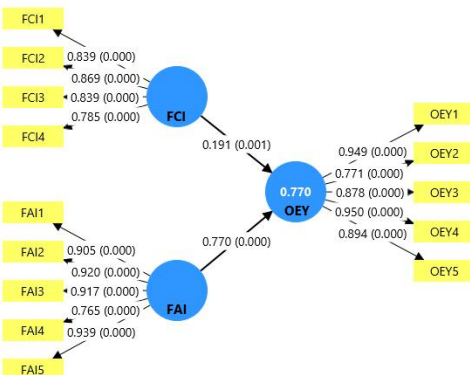 FCI1
FCI2
FCI3
FCI4
0.839 (0.000)
0.869 (0.000)
0.839 (0.000)
0.785 (0.000)
FCI
0.191 (0.001)
OEY1
OEY2
OEY3
OEY4
OEY5
0.949 (0.000)
0.771 (0.000)
0.878 (0.000)
0.950 (0.000)
0.894 (0.000)
0.770
OEY
0.770 (0.000)
FAI1
FAI2
FAI3
FAI4
FAI5
0.905 (0.000)
0.920 (0.000)
0.917 (0.000)
0.765 (0.000)
0.939 (0.000)
FAI